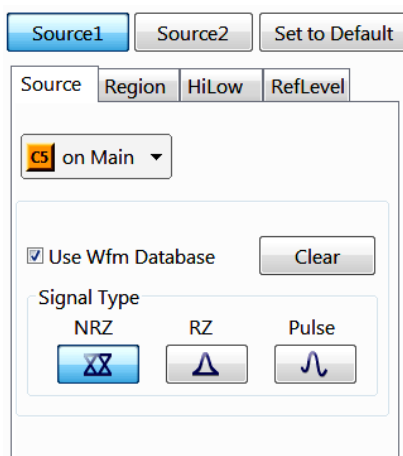 Source1 Source2 Set to Default
Source Region HiLow RefLevel
C5 on Main
Use Wfm Database Clear
Signal Type
NRZ RZ Pulse